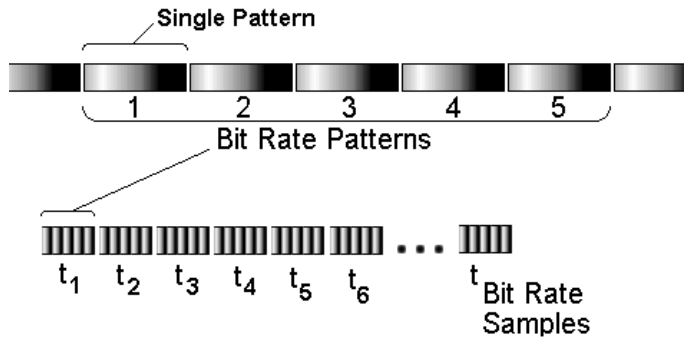 Single Pattern
1 2 3 4 5
Bit Rate Patterns
t1 t2 t3 t4 t5 t6 ... t Bit Rate
Samples